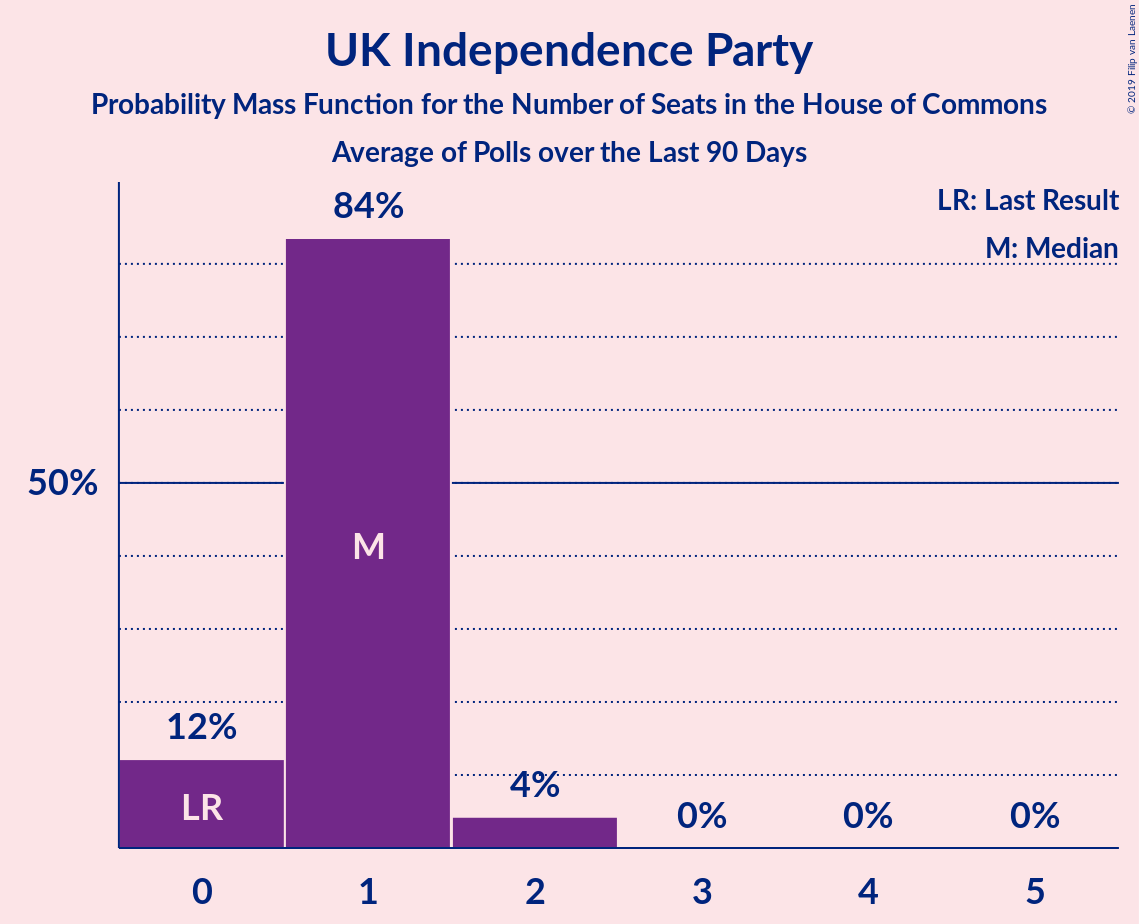 UK Independence Party
Probability Mass Function for the Number of Seats in the House of Commons
Average of Polls over the Last 90 Days
© 2019 Filip van Laenen
LR: Last Result
M: Median
84%
50%
M
12%
LR
4%
0%
0%
0%
0
1
2
3
4
5